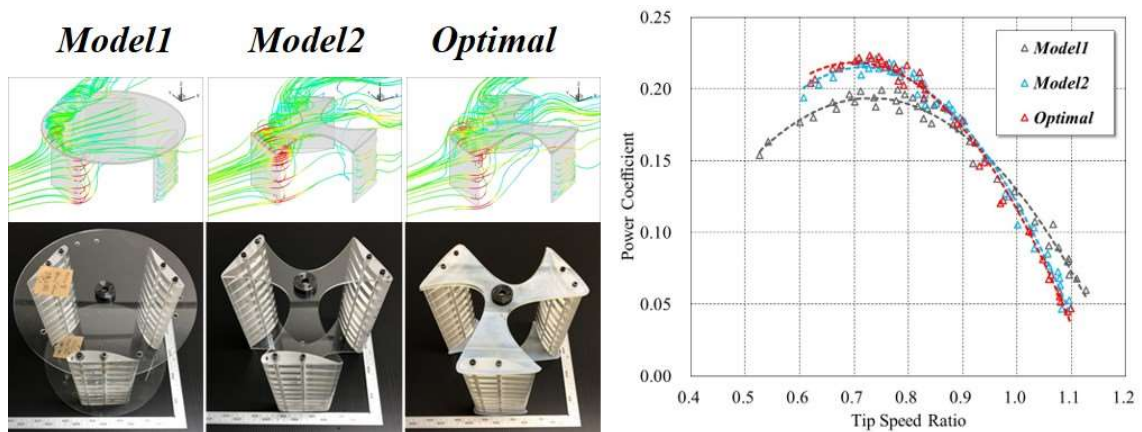 Model1 Model2 Optimal
0.25
0.20
0.15
0.10
0.05
0.00
Power Coefficient
Model1
Model2
Optimal
0.4 0.5 0.6 0.7 0.8 0.9 1.0 1.1 1.2
Tip Speed Ratio